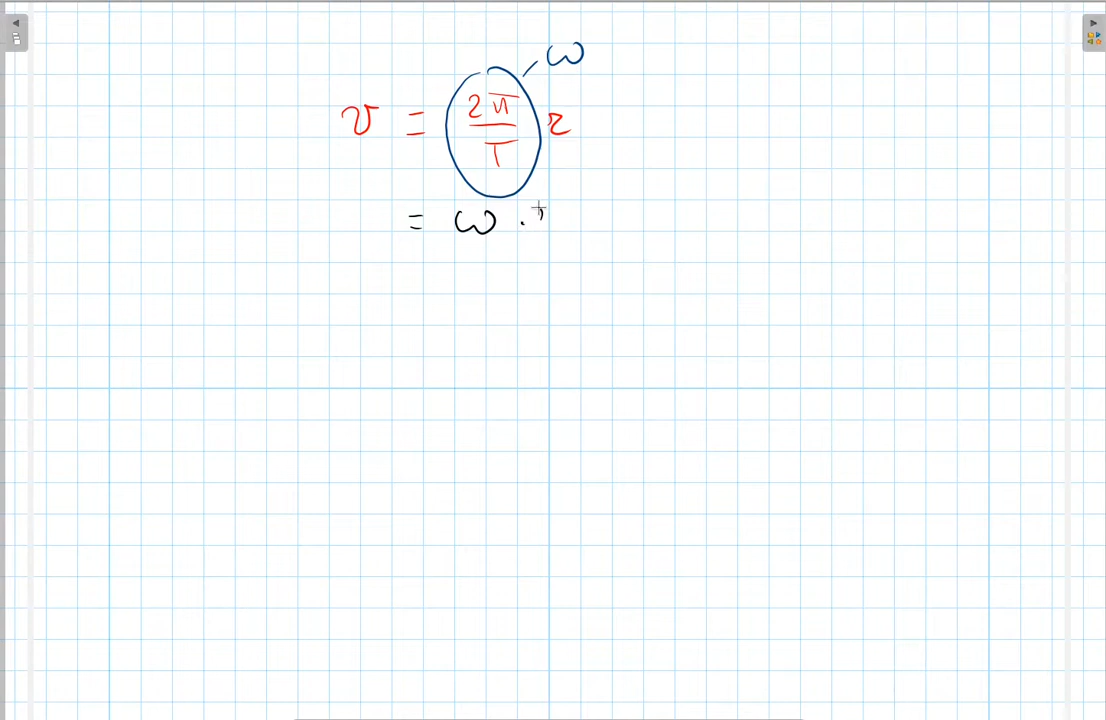 ω
v = 2π/T r
= ω ·